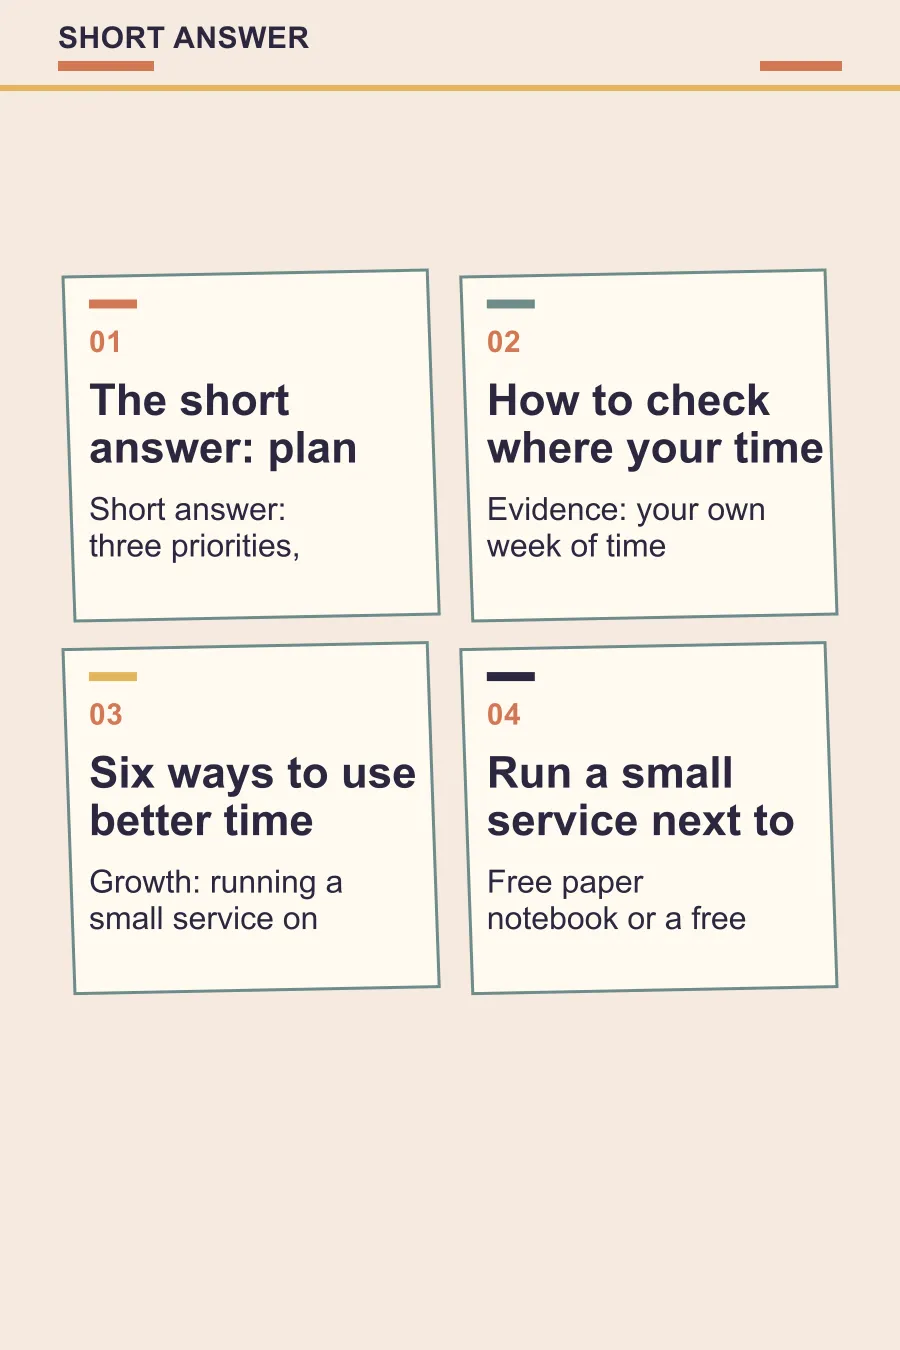 SHORT ANSWER
01
The short
answer: plan
Short answer:
three priorities,
02
How to check
where your time
Evidence: your own
week of time
03
Six ways to use
better time
Growth: running a
small service on
04
Run a small
service next to
Free paper
notebook or a free